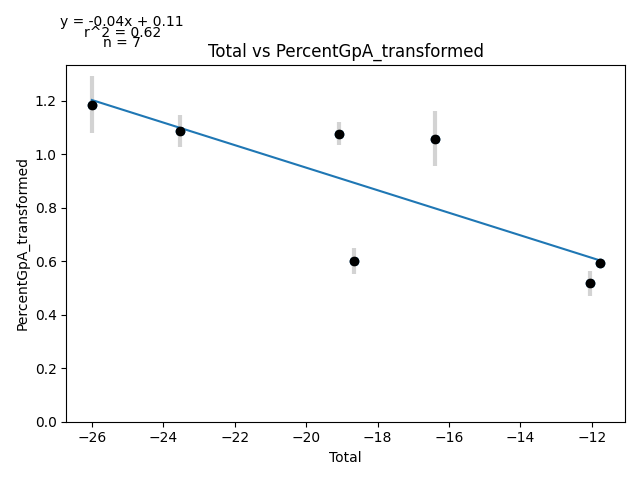 y = -0.04x + 0.11
r^2 = 0.62
n = 7
Total vs PercentGpA_transformed
PercentGpA_transformed
1.2
1.0
0.8
0.6
0.4
0.2
0.0
−26
−24
−22
−20
−18
−16
−14
−12
Total